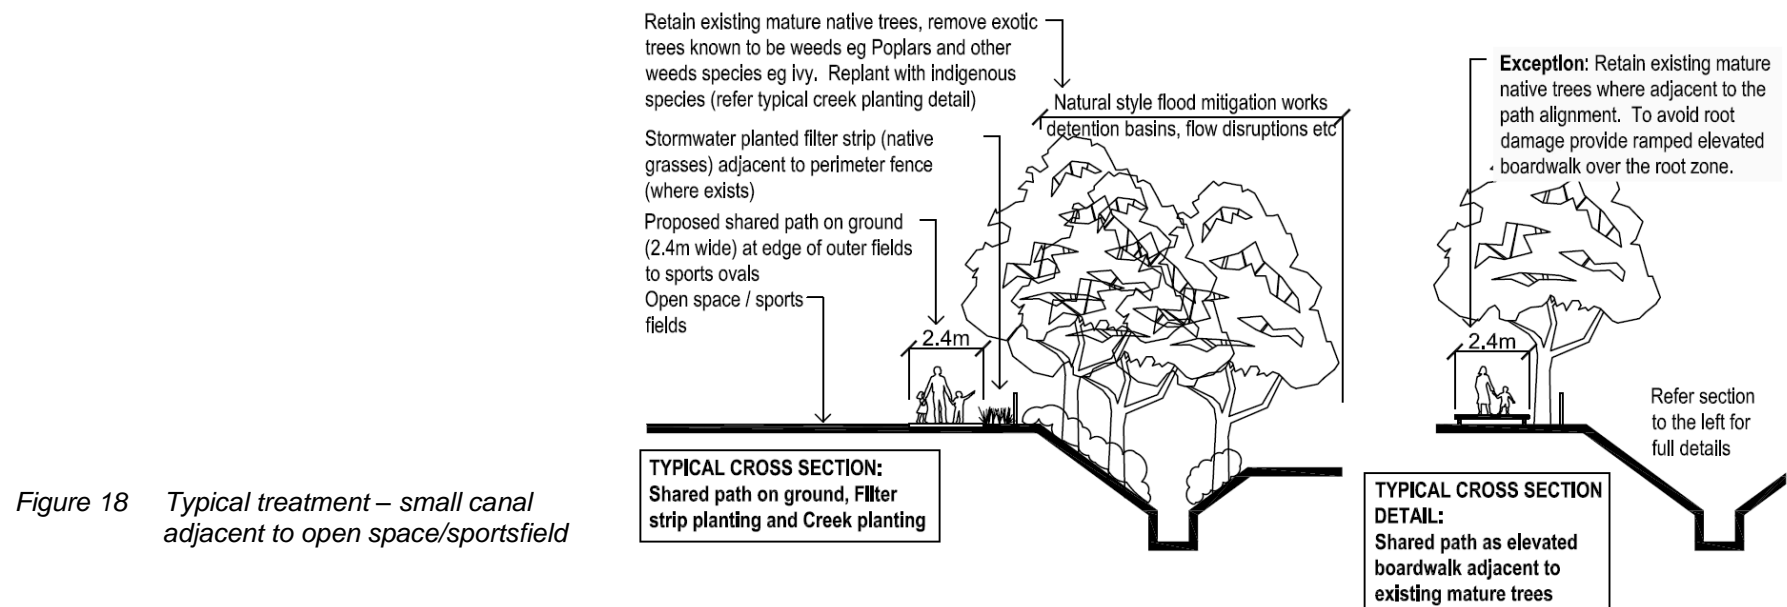 Retain existing mature native trees, remove exotic
trees known to be weeds eg Poplars and other
weeds species eg ivy. Replant with indigenous
species (refer typical creek planting detail)
Stormwater planted filter strip (native
grasses) adjacent to perimeter fence
(where exists)
Proposed shared path on ground
(2.4m wide) at edge of outer fields
to sports ovals
Open space / sports
fields
2.4m
Natural style flood mitigation works
detention basins, flow disruptions etc
TYPICAL CROSS SECTION:
Shared path on ground, Filter
strip planting and Creek planting
Exception: Retain existing mature
native trees where adjacent to the
path alignment. To avoid root
damage provide ramped elevated
boardwalk over the root zone.
2.4m
Refer section
to the left for
full details
TYPICAL CROSS SECTION
DETAIL:
Shared path as elevated
boardwalk adjacent to
existing mature trees
Figure 18 Typical treatment – small canal
adjacent to open space/sportsfield